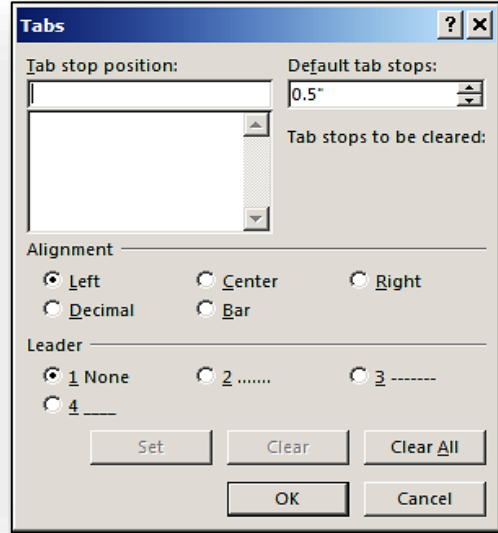 Tabs
Tab stop position: Default tab stops:
0.5"
Tab stops to be cleared:
Alignment
Left Center Right
Decimal Bar
Leader
1 None 2 ....... 3 -------
4 ____
Set Clear Clear All
OK Cancel